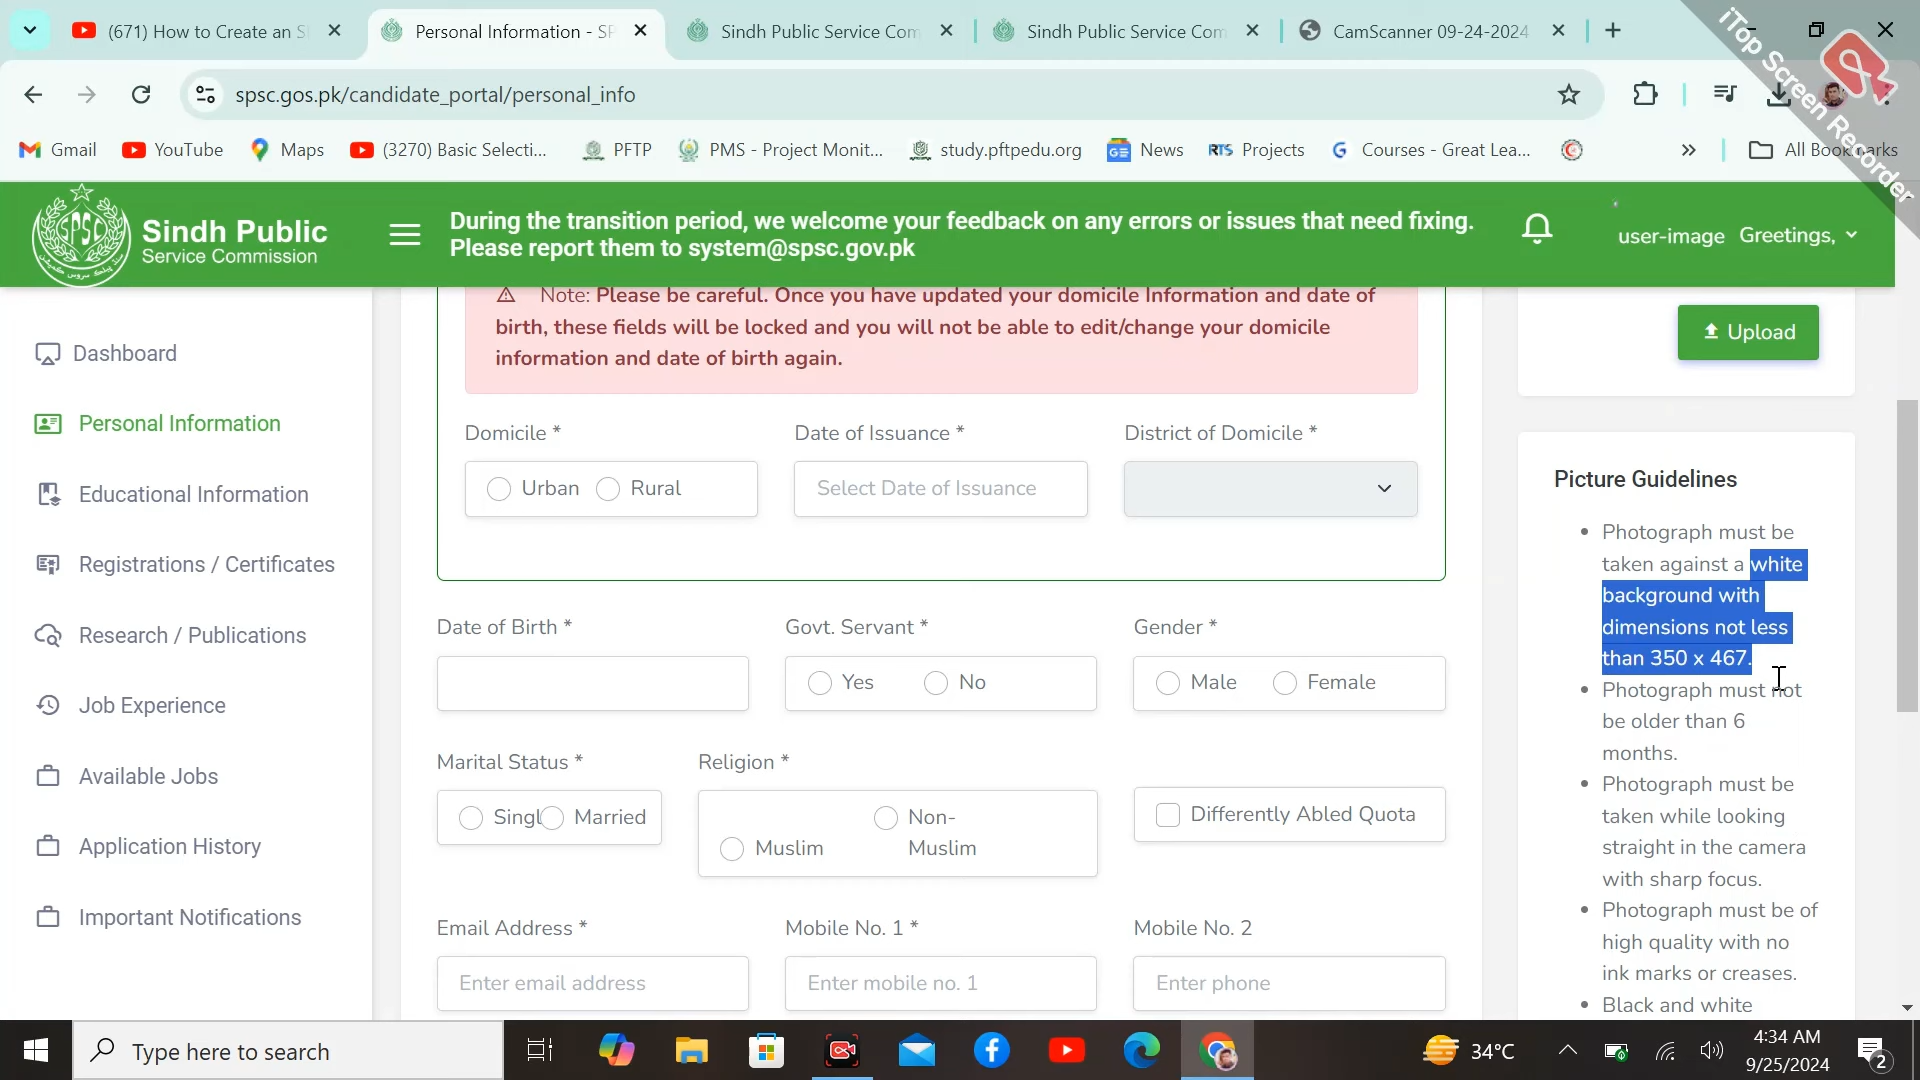 (671) How to Create an S
Personal Information - SP
Sindh Public Service Com
Sindh Public Service Com
CamScanner 09-24-2024
iTop Screen Recorder
spsc.gos.pk/candidate_portal/personal_info
Gmail
YouTube
Maps
(3270) Basic Selecti...
PFTP
PMS - Project Monit...
study.pftpedu.org
News
RTS Projects
Courses - Great Lea...
All Bookmarks
SPSC
Sindh Public
Service Commission
During the transition period, we welcome your feedback on any errors or issues that need fixing.
Please report them to system@spsc.gov.pk
user-image Greetings,
Dashboard
Personal Information
Educational Information
Registrations / Certificates
Research / Publications
Job Experience
Available Jobs
Application History
Important Notifications
Note: Please be careful. Once you have updated your domicile Information and date of
birth, these fields will be locked and you will not be able to edit/change your domicile
information and date of birth again.
Domicile *
Date of Issuance *
District of Domicile *
Urban
Rural
Select Date of Issuance
Date of Birth *
Govt. Servant *
Gender *
Yes
No
Male
Female
Marital Status *
Religion *
Singl
Married
Muslim
Non-
Muslim
Differently Abled Quota
Email Address *
Mobile No. 1 *
Mobile No. 2
Enter email address
Enter mobile no. 1
Enter phone
Upload
Picture Guidelines
Photograph must be
taken against a white
background with
dimensions not less
than 350 x 467.
Photograph must not
be older than 6
months.
Photograph must be
taken while looking
straight in the camera
with sharp focus.
Photograph must be of
high quality with no
ink marks or creases.
Black and white
Type here to search
34°C
4:34 AM
9/25/2024
2